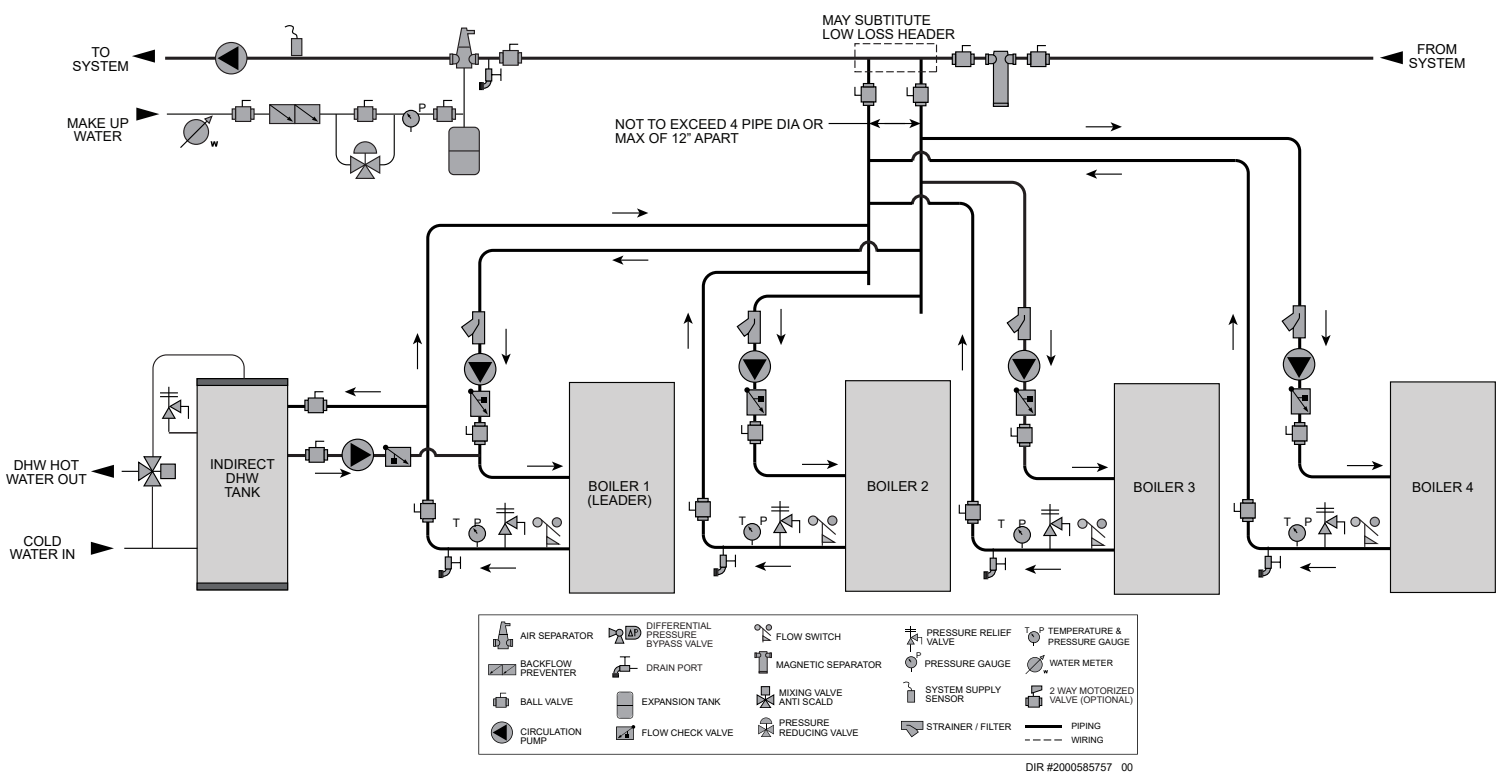 MAY SUBTITUTE
LOW LOSS HEADER
TO
SYSTEM
FROM
SYSTEM
MAKE UP
WATER
W
P
NOT TO EXCEED 4 PIPE DIA OR
MAX OF 12” APART
DHW HOT
WATER OUT
COLD
WATER IN
INDIRECT
DHW
TANK
BOILER 1
(LEADER)
BOILER 2
BOILER 3
BOILER 4
T P
T P
T P
T P
AIR SEPARATOR
BACKFLOW
PREVENTER
BALL VALVE
CIRCULATION
PUMP
ΔP
DIFFERENTIAL
PRESSURE
BYPASS VALVE
DRAIN PORT
EXPANSION TANK
FLOW CHECK VALVE
FLOW SWITCH
MAGNETIC SEPARATOR
MIXING VALVE
ANTI SCALD
PRESSURE
REDUCING VALVE
PRESSURE RELIEF
VALVE
P
PRESSURE GAUGE
SYSTEM SUPPLY
SENSOR
STRAINER / FILTER
T P
TEMPERATURE &
PRESSURE GAUGE
W
WATER METER
2 WAY MOTORIZED
VALVE (OPTIONAL)
PIPING
WIRING
DIR #2000585757 00